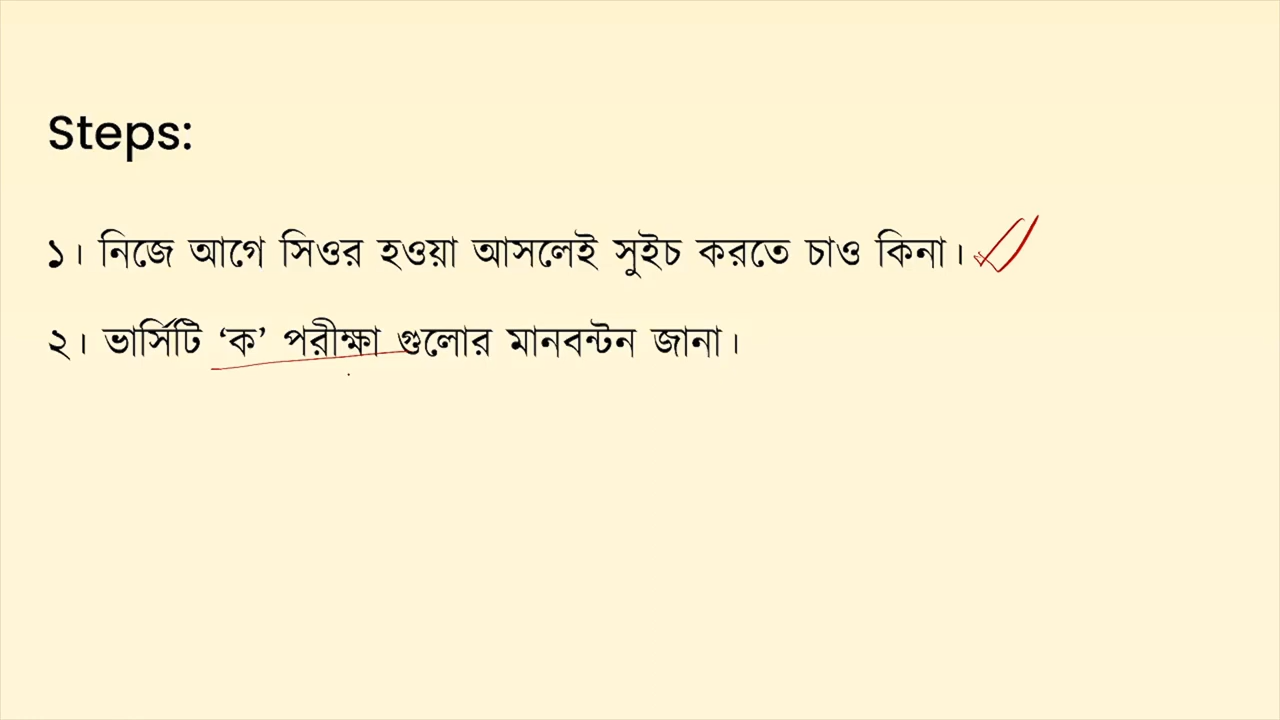 Steps:
১। নিজে আগে সিওর হওয়া আসলেই সুইচ করতে চাও কিনা।
২। ভার্সিটি ‘ক’ পরীক্ষা গুলোর মানবন্টন জানা।